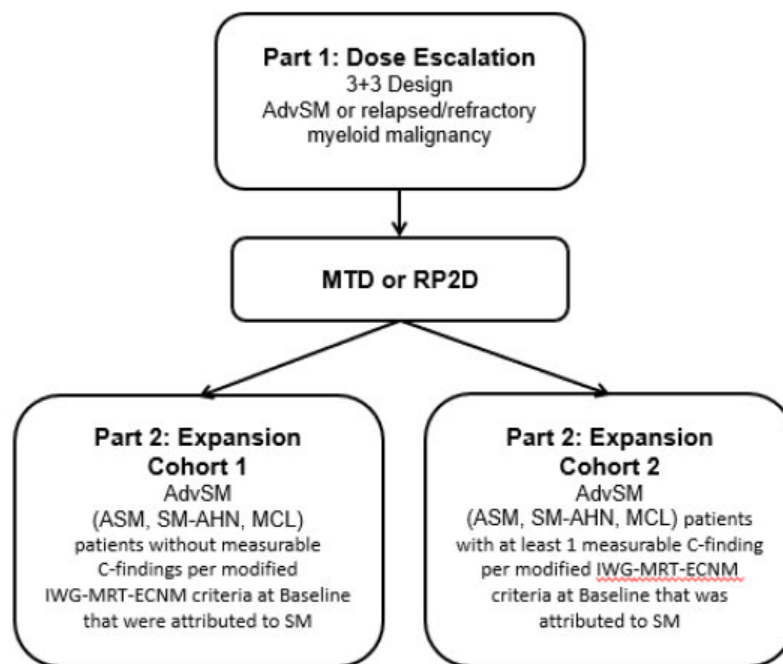 Part 1: Dose Escalation
3+3 Design
AdvSM or relapsed/refractory
myeloid malignancy
MTD or RP2D
Part 2: Expansion
Cohort 1
AdvSM
(ASM, SM-AHN, MCL)
patients without measurable
C-findings per modified
IWG-MRT-ECNM criteria at Baseline
that were attributed to SM
Part 2: Expansion
Cohort 2
AdvSM
(ASM, SM-AHN, MCL) patients
with at least 1 measurable C-finding
per modified IWG-MRT-ECNM
criteria at Baseline that was
attributed to SM